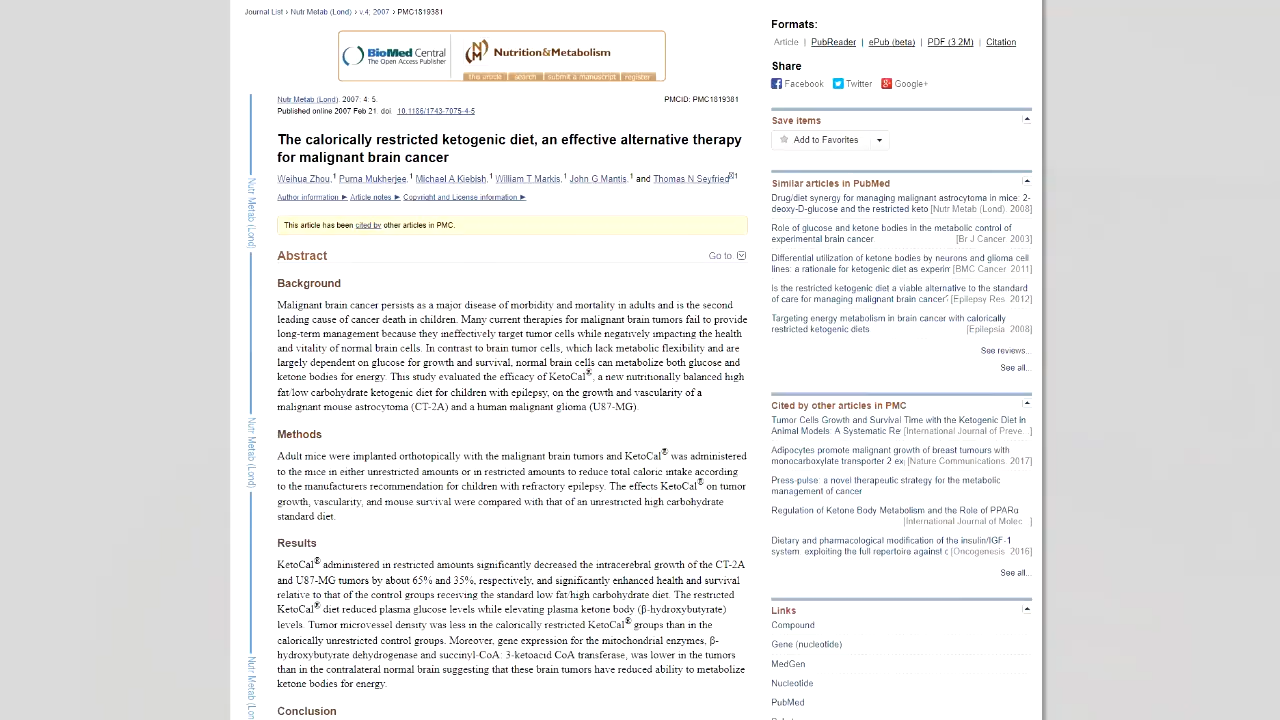 Journal List > Nutr Metab (Lond) > v.4; 2007 > PMC1819381
BioMed Central
The Open Access Publisher
Nutrition&Metabolism
this article | search | submit a manuscript | register
Nutr Metab (Lond). 2007; 4: 5.
PMCID: PMC1819381
Published online 2007 Feb 21. doi: 10.1186/1743-7075-4-5
The calorically restricted ketogenic diet, an effective alternative therapy
for malignant brain cancer
Weihua Zhou,1 Purna Mukherjee,1 Michael A Kiebish,1 William T Markis,1 John G Mantis,1 and Thomas N Seyfried1
Author information ► Article notes ► Copyright and License information ►
This article has been cited by other articles in PMC.
Abstract
Go to:
Background
Malignant brain cancer persists as a major disease of morbidity and mortality in adults and is the second
leading cause of cancer death in children. Many current therapies for malignant brain tumors fail to provide
long-term management because they ineffectively target tumor cells while negatively impacting the health
and vitality of normal brain cells. In contrast to brain tumor cells, which lack metabolic flexibility and are
largely dependent on glucose for growth and survival, normal brain cells can metabolize both glucose and
ketone bodies for energy. This study evaluated the efficacy of KetoCal®, a new nutritionally balanced high
fat/low carbohydrate ketogenic diet for children with epilepsy, on the growth and vascularity of a
malignant mouse astrocytoma (CT-2A) and a human malignant glioma (U87-MG).
Methods
Adult mice were implanted orthotopically with the malignant brain tumors and KetoCal® was administered
to the mice in either unrestricted amounts or in restricted amounts to reduce total caloric intake according
to the manufacturers recommendation for children with refractory epilepsy. The effects KetoCal® on tumor
growth, vascularity, and mouse survival were compared with that of an unrestricted high carbohydrate
standard diet.
Results
KetoCal® administered in restricted amounts significantly decreased the intracerebral growth of the CT-2A
and U87-MG tumors by about 65% and 35%, respectively, and significantly enhanced health and survival
relative to that of the control groups receiving the standard low fat/high carbohydrate diet. The restricted
KetoCal® diet reduced plasma glucose levels while elevating plasma ketone body (β-hydroxybutyrate)
levels. Tumor microvessel density was less in the calorically restricted KetoCal® groups than in the
calorically unrestricted control groups. Moreover, gene expression for the mitochondrial enzymes, β-
hydroxybutyrate dehydrogenase and succinyl-CoA: 3-ketoacid CoA transferase, was lower in the tumors
than in the contralateral normal brain suggesting that these brain tumors have reduced ability to metabolize
ketone bodies for energy.
Conclusion
Nutr Metab (Lond)
Nutr Metab (Lond)
Nutr Metab (Lond)
Formats:
Article | PubReader | ePub (beta) | PDF (3.2M) | Citation
Share
Facebook Twitter Google+
Save items
Add to Favorites
Similar articles in PubMed
Drug/diet synergy for managing malignant astrocytoma in mice: 2-
deoxy-D-glucose and the restricted keto [Nutr Metab (Lond). 2008]
Role of glucose and ketone bodies in the metabolic control of
experimental brain cancer. [Br J Cancer. 2003]
Differential utilization of ketone bodies by neurons and glioma cell
lines: a rationale for ketogenic diet as experim [BMC Cancer. 2011]
Is the restricted ketogenic diet a viable alternative to the standard
of care for managing malignant brain cancer? [Epilepsy Res. 2012]
Targeting energy metabolism in brain cancer with calorically
restricted ketogenic diets. [Epilepsia. 2008]
See reviews...
See all...
Cited by other articles in PMC
Tumor Cells Growth and Survival Time with the Ketogenic Diet in
Animal Models: A Systematic Re [International Journal of Preve...]
Adipocytes promote malignant growth of breast tumours with
monocarboxylate transporter 2 ex [Nature Communications. 2017]
Press-pulse: a novel therapeutic strategy for the metabolic
management of cancer
Regulation of Ketone Body Metabolism and the Role of PPARα
[International Journal of Molec...]
Dietary and pharmacological modification of the insulin/IGF-1
system: exploiting the full repertoire against c [Oncogenesis. 2016]
See all...
Links
Compound
Gene (nucleotide)
MedGen
Nucleotide
PubMed